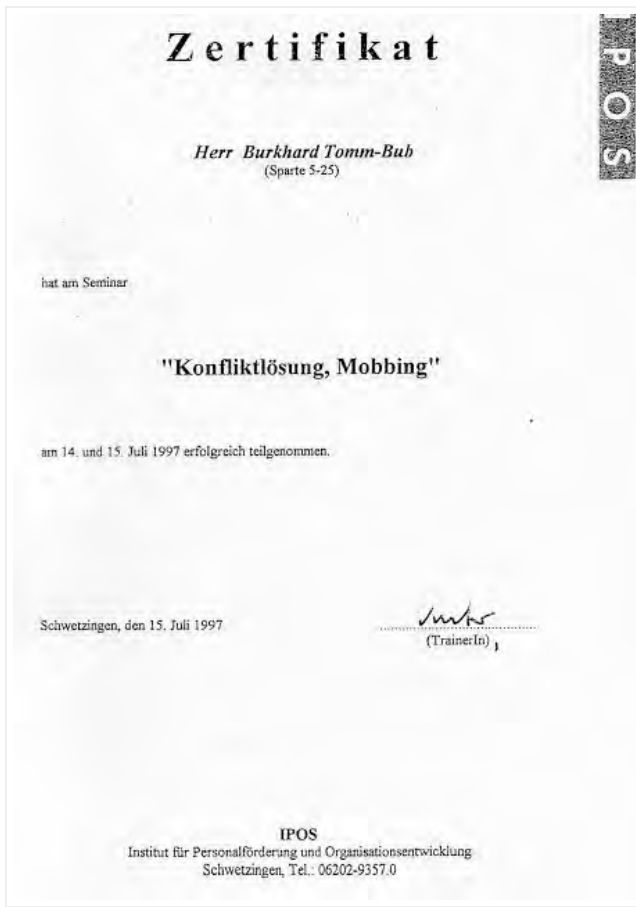 Zertifikat
IPOS
Herr Burkhard Tomm-Bub
(Sparte 5-25)
hat am Seminar
"Konfliktlösung, Mobbing"
am 14. und 15. Juli 1997 erfolgreich teilgenommen.
Schwetzingen, den 15. Juli 1997
(TrainerIn)
IPOS
Institut für Personalförderung und Organisationsentwicklung
Schwetzingen, Tel.: 06202-9357.0